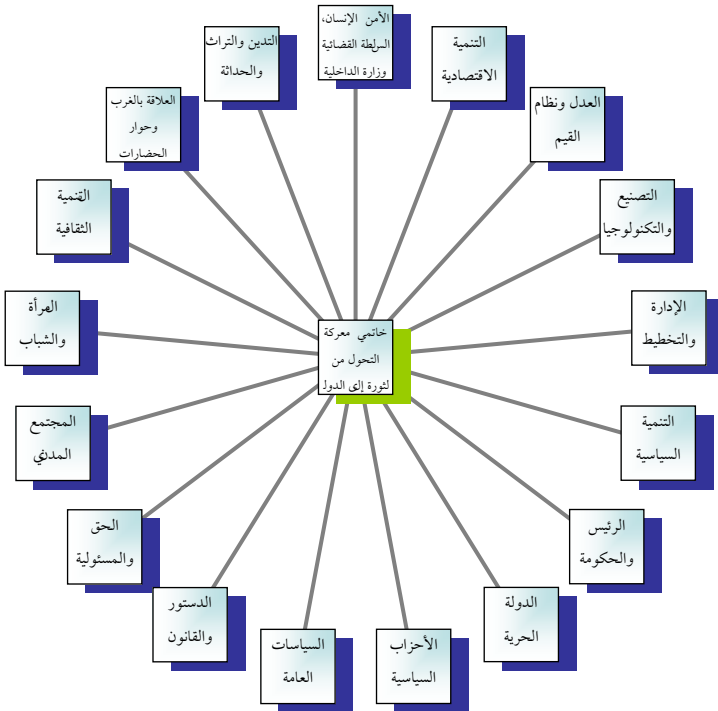 الأمن الإنسان،
السلطة القضائية
وزارة الداخلية
التنمية
الاقتصادية
العدل ونظام
القيم
التصنيع
والتكنولوجيا
الإدارة
والتخطيط
التنمية
السياسية
الرئيس
والحكومة
الدولة
الحرية
الأحزاب
السياسية
السياسات
العامة
الدستور
والقانون
الحق
والمسئولية
المجتمع
المدني
المرأة
والشباب
التنمية
الثقافية
العلاقة بالغرب
وحوار
الحضارات
التدين والتراث
والحداثة
خاتمي معركة
التحول من
لثورة إلى الدول